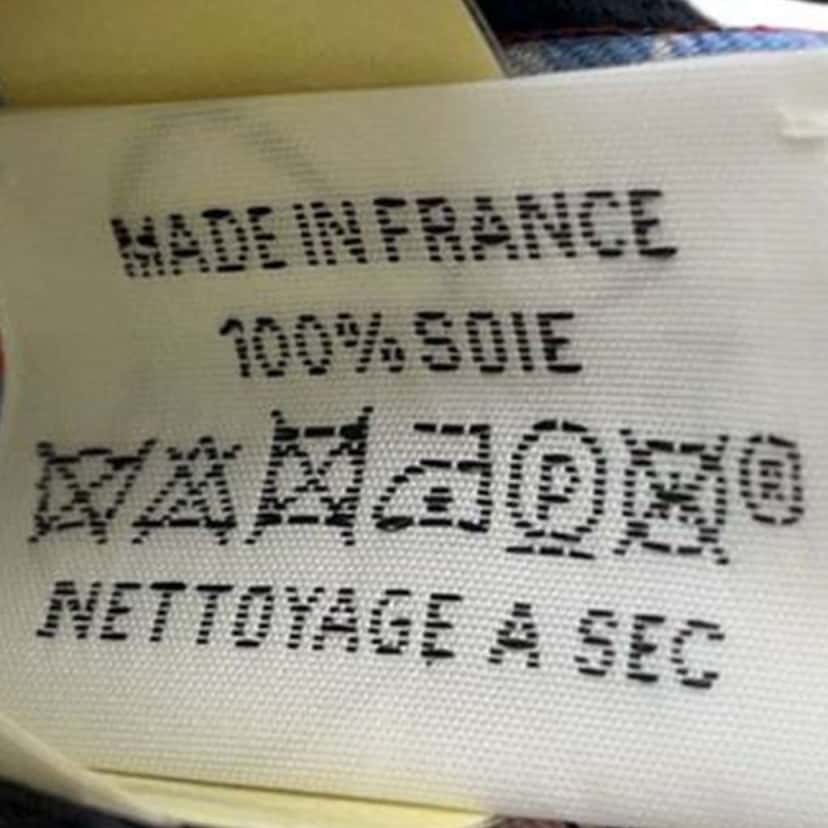 MADE IN FRANCE
100% SOIE
P ®
NETTOYAGE A SEC